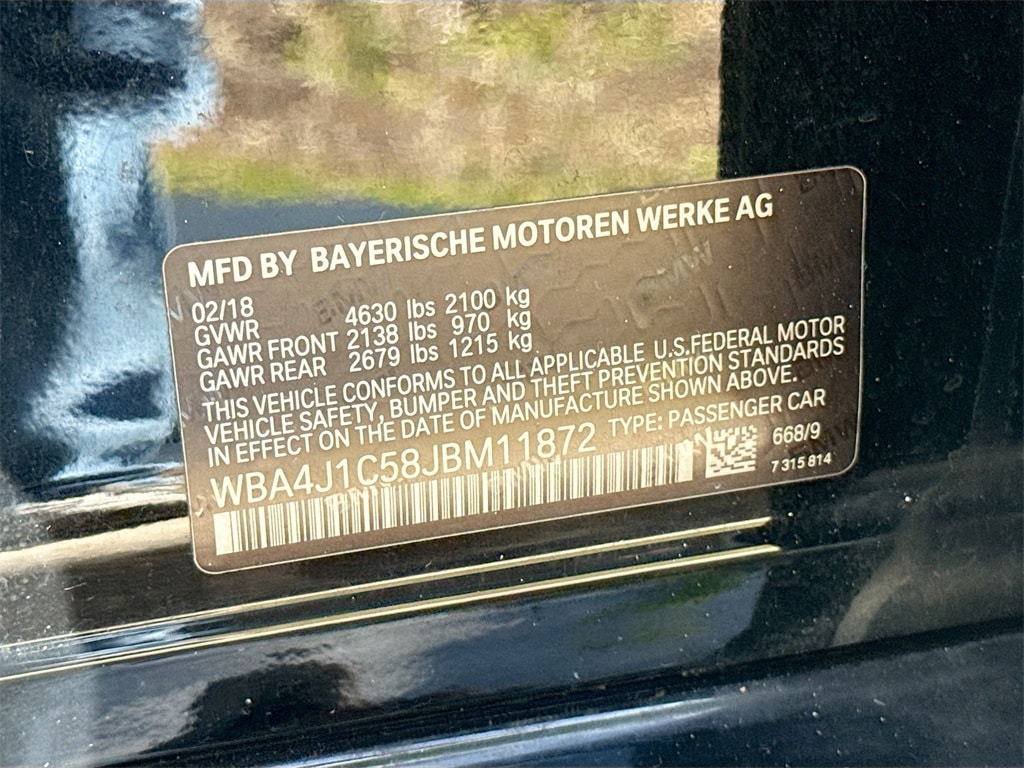 MFD BY BAYERISCHE MOTOREN WERKE AG
02/18
GVWR 4630 lbs 2100 kg
GAWR FRONT 2138 lbs 970 kg
GAWR REAR 2679 lbs 1215 kg
THIS VEHICLE CONFORMS TO ALL APPLICABLE U.S.FEDERAL MOTOR
VEHICLE SAFETY, BUMPER AND THEFT PREVENTION STANDARDS
IN EFFECT ON THE DATE OF MANUFACTURE SHOWN ABOVE.
WBA4J1C58JBM11872 TYPE: PASSENGER CAR
668/9
7 315 814